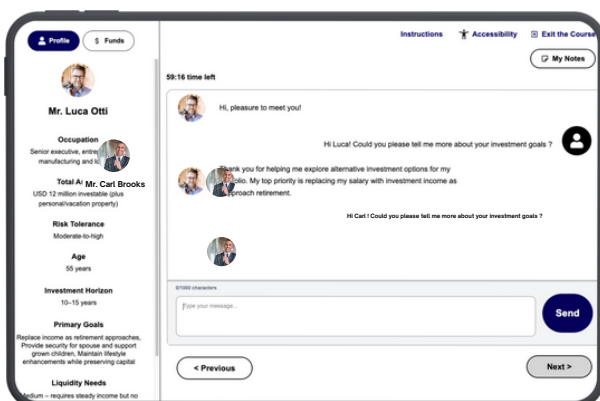 Profile
$ Funds
Mr. Luca Otti
Occupation
Senior executive,
manufacturing and
Mr. Carl Brooks
USD 12 million investable (plus
personal/vacation property)
Risk Tolerance
Moderate-to-high
Age
55 years
Investment Horizon
10–15 years
Primary Goals
Replace income as retirement approaches,
Provide security for spouse and support
grown children, Maintain lifestyle
enhancements while preserving capital
Liquidity Needs
Medium – requires steady income but no
Instructions
Accessibility
Exit the Course
My Notes
59:16 time left
Hi, pleasure to meet you!
Hi Luca! Could you please tell me more about your investment goals ?
Thank you for helping me explore alternative investment options for my
My top priority is replacing my salary with investment income as
approach retirement.
Hi Carl ! Could you please tell me more about your investment goals ?
0/1000 characters
Type your message...
Send
< Previous
Next >